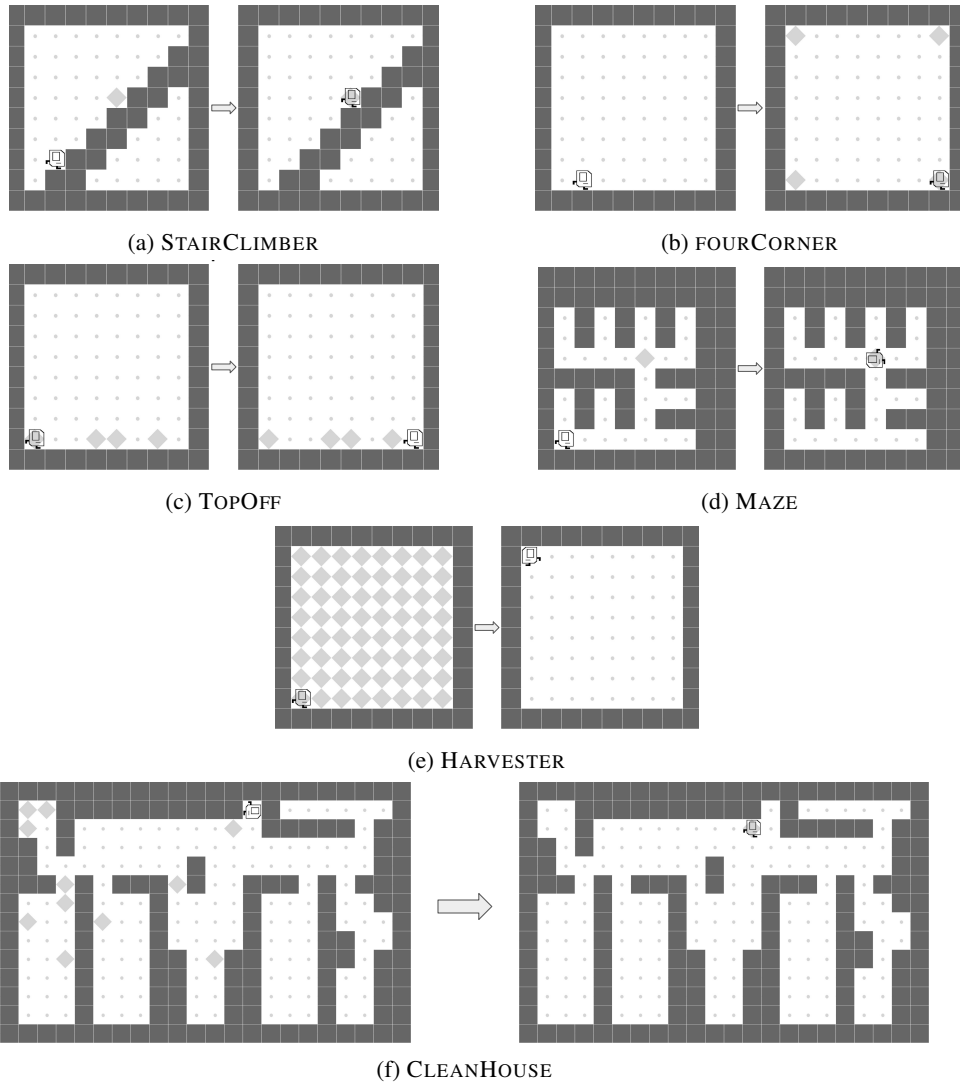 (a) STAIRCLIMBER
(b) FOURCORNER
(c) TOPOFF
(d) MAZE
(e) HARVESTER
(f) CLEANHOUSE